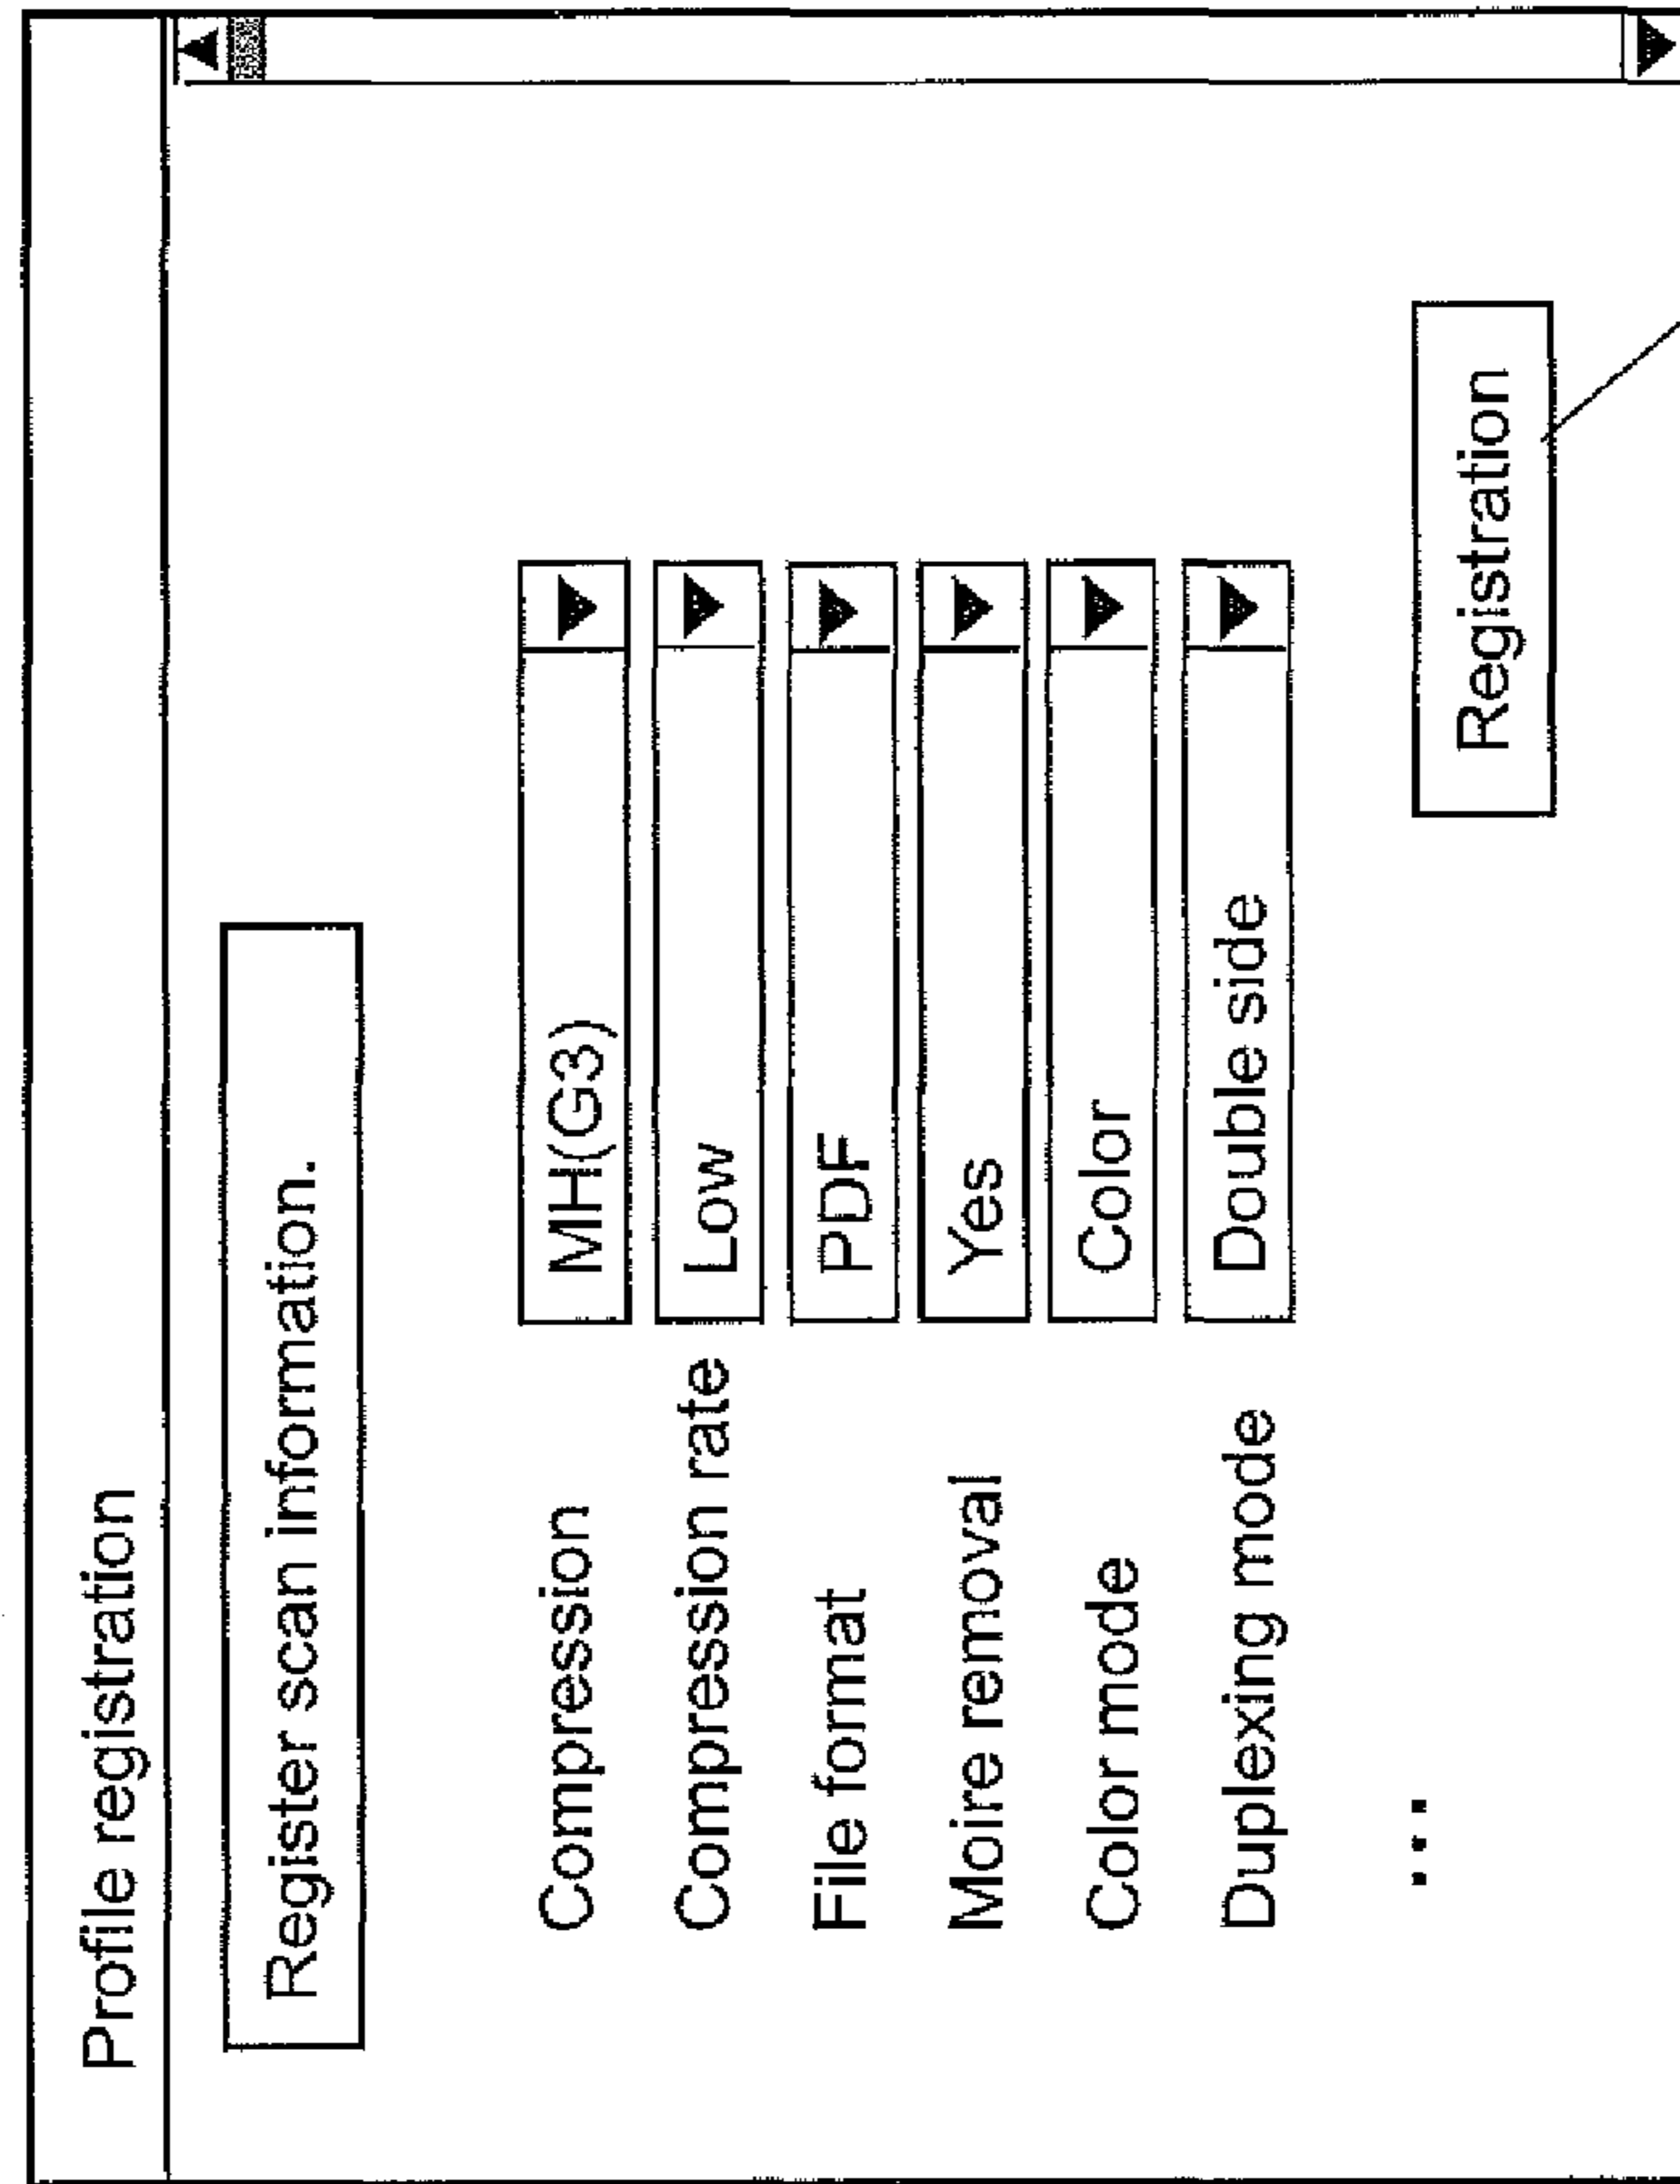 Profile registration
Register scan information.
Compression MH(G3)
Compression rate Low
File format PDF
Moire removal Yes
Color mode Color
Duplexing mode Double side
...
Registration